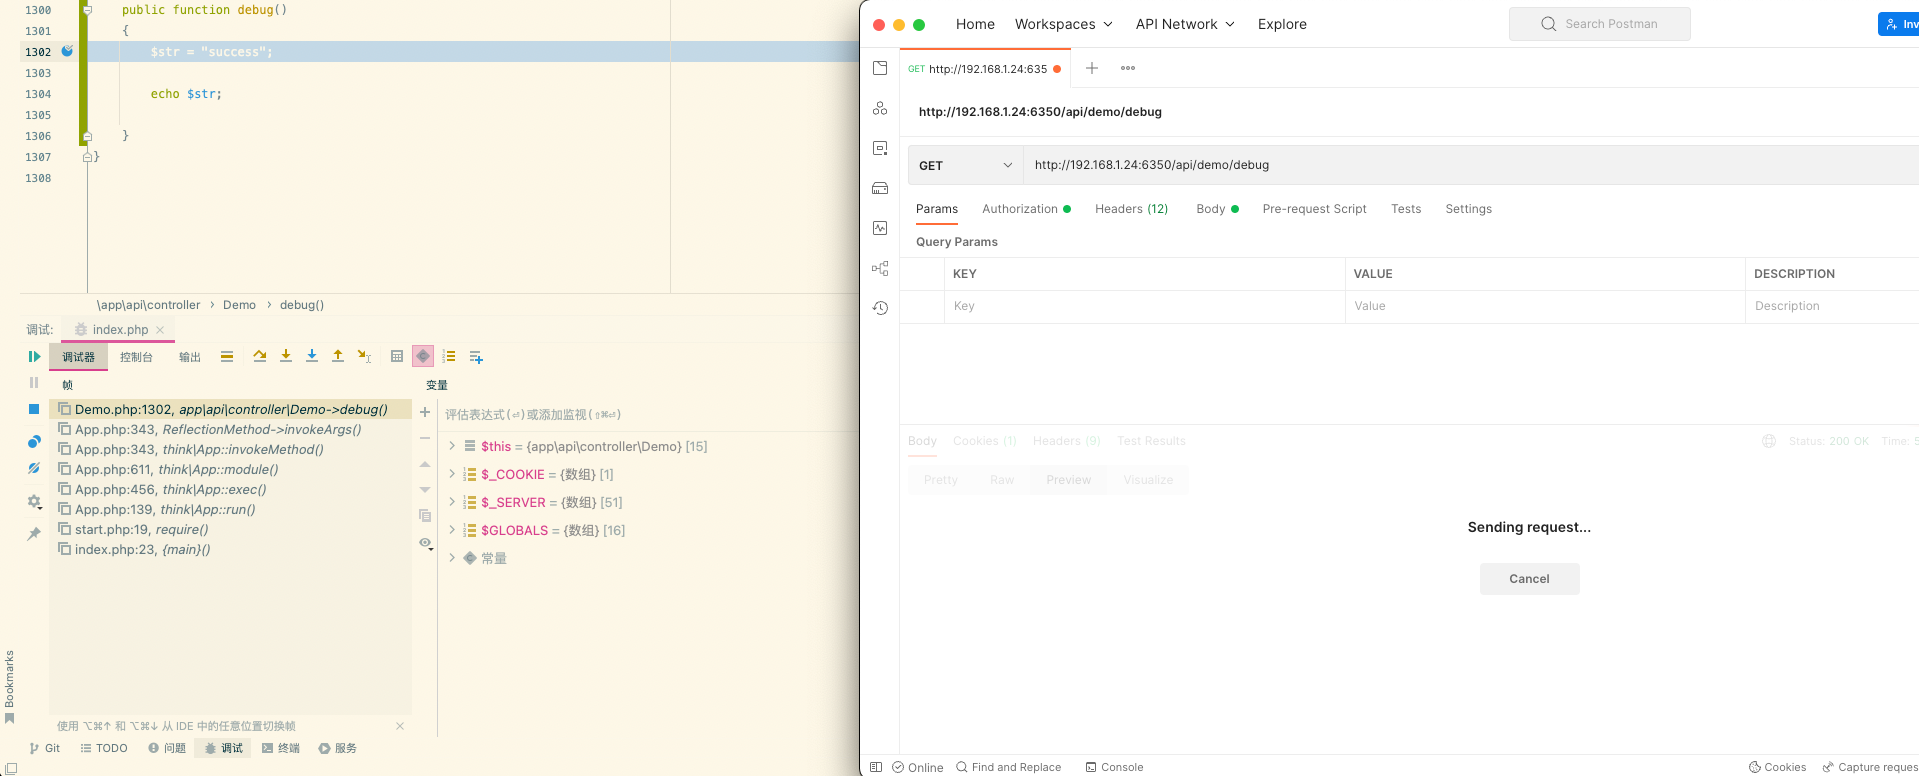 1300 public function debug()
1301 {
1302 $str = "success";
1303
1304 echo $str;
1305
1306 }
1307 }
1308
\app\api\controller › Demo › debug()
调试: index.php
调试器 控制台 输出
帧
Demo.php:1302, app\api\controller\Demo->debug()
App.php:343, ReflectionMethod->invokeArgs()
App.php:343, think\App::invokeMethod()
App.php:611, think\App::module()
App.php:456, think\App::exec()
App.php:139, think\App::run()
start.php:19, require()
index.php:23, {main}()
使用 ⌥⌘↑ 和 ⌥⌘↓ 从 IDE 中的任意位置切换帧
变量
评估表达式(⏎)或添加监视(⇧⌘⏎)
$this = {app\api\controller\Demo} [15]
$_COOKIE = {数组} [1]
$_SERVER = {数组} [51]
$GLOBALS = {数组} [16]
常量
Bookmarks
Git TODO 问题 调试 终端 服务
Home Workspaces API Network Explore Search Postman Inv
GET http://192.168.1.24:635
http://192.168.1.24:6350/api/demo/debug
GET http://192.168.1.24:6350/api/demo/debug
Params Authorization Headers (12) Body Pre-request Script Tests Settings
Query Params
KEY VALUE DESCRIPTION
Key Value Description
Body Cookies (1) Headers (9) Test Results Status: 200 OK Time: 5
Pretty Raw Preview Visualize
Sending request...
Cancel
Online Find and Replace Console Cookies Capture reques